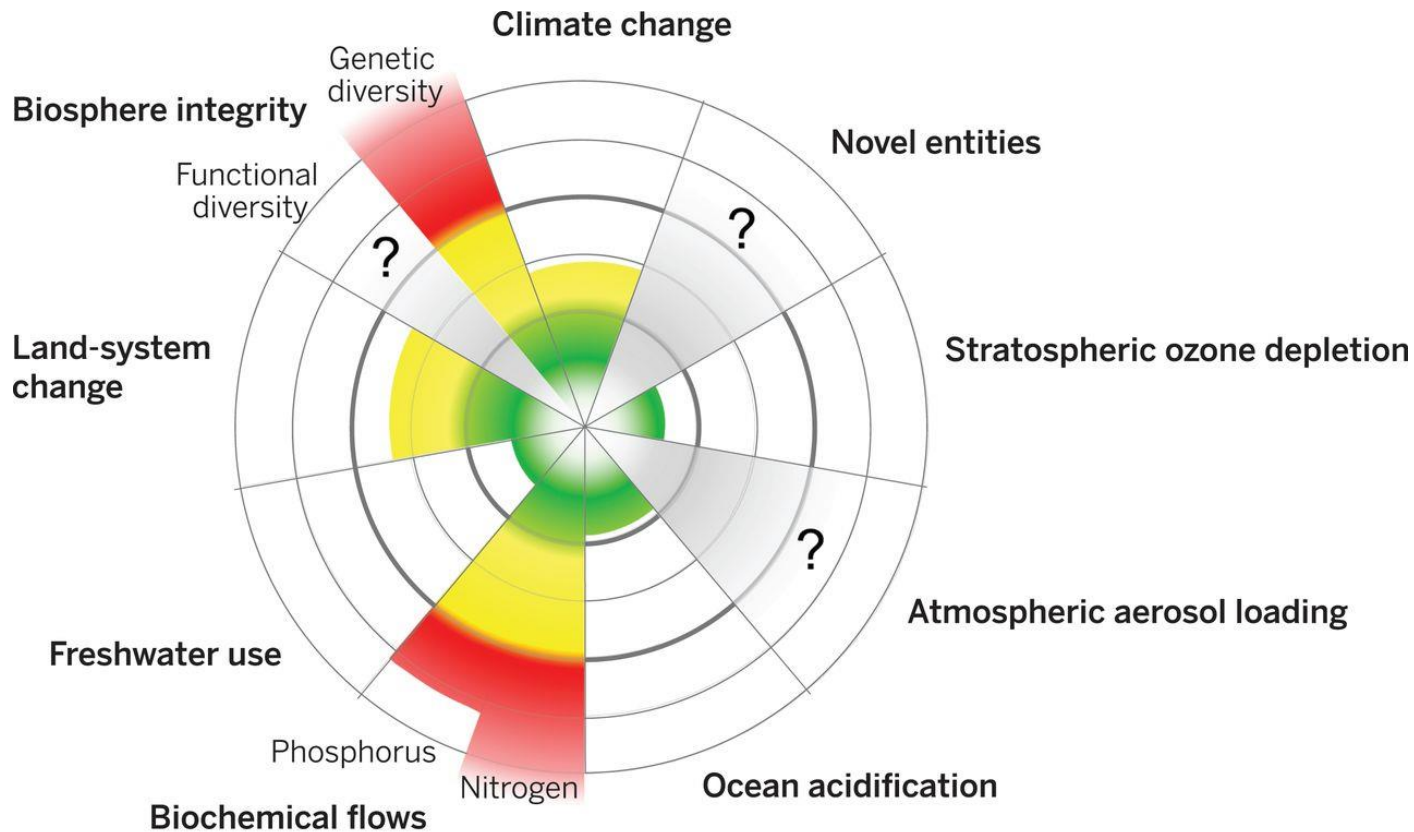 Climate change
Genetic
diversity
Biosphere integrity
Novel entities
Functional
diversity
?
?
Land-system
change
Stratospheric ozone depletion
?
Atmospheric aerosol loading
Freshwater use
Phosphorus
Nitrogen
Ocean acidification
Biochemical flows